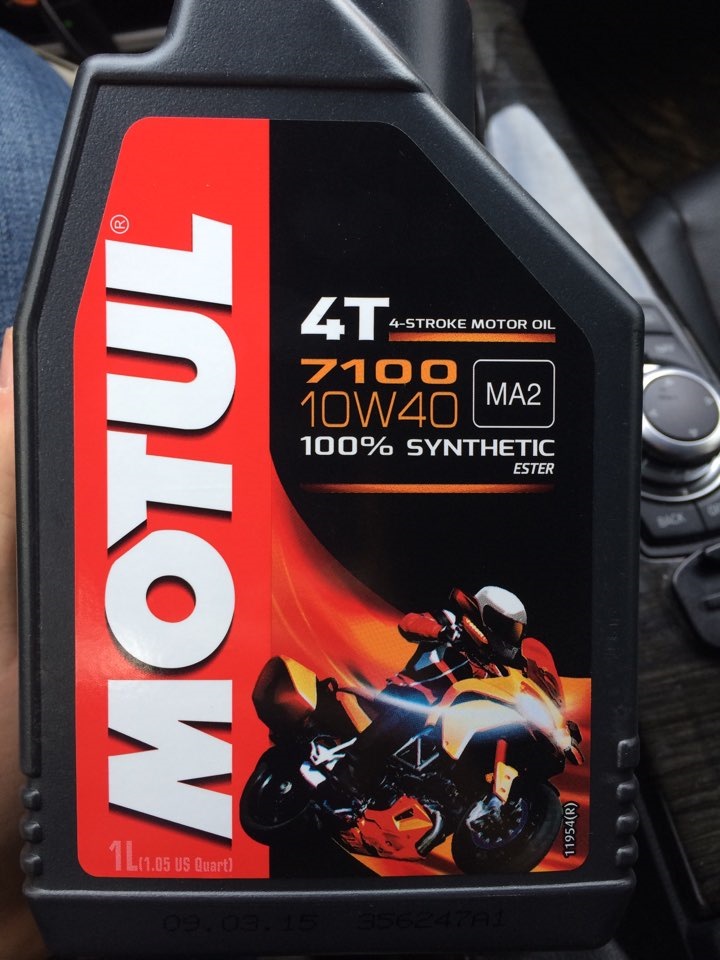 MOTUL®
4T 4-STROKE MOTOR OIL
7100
10W40
MA2
100% SYNTHETIC
ESTER
11954(R)
1L(1.05 US Quart)
09.03.15 356247A1
BACK